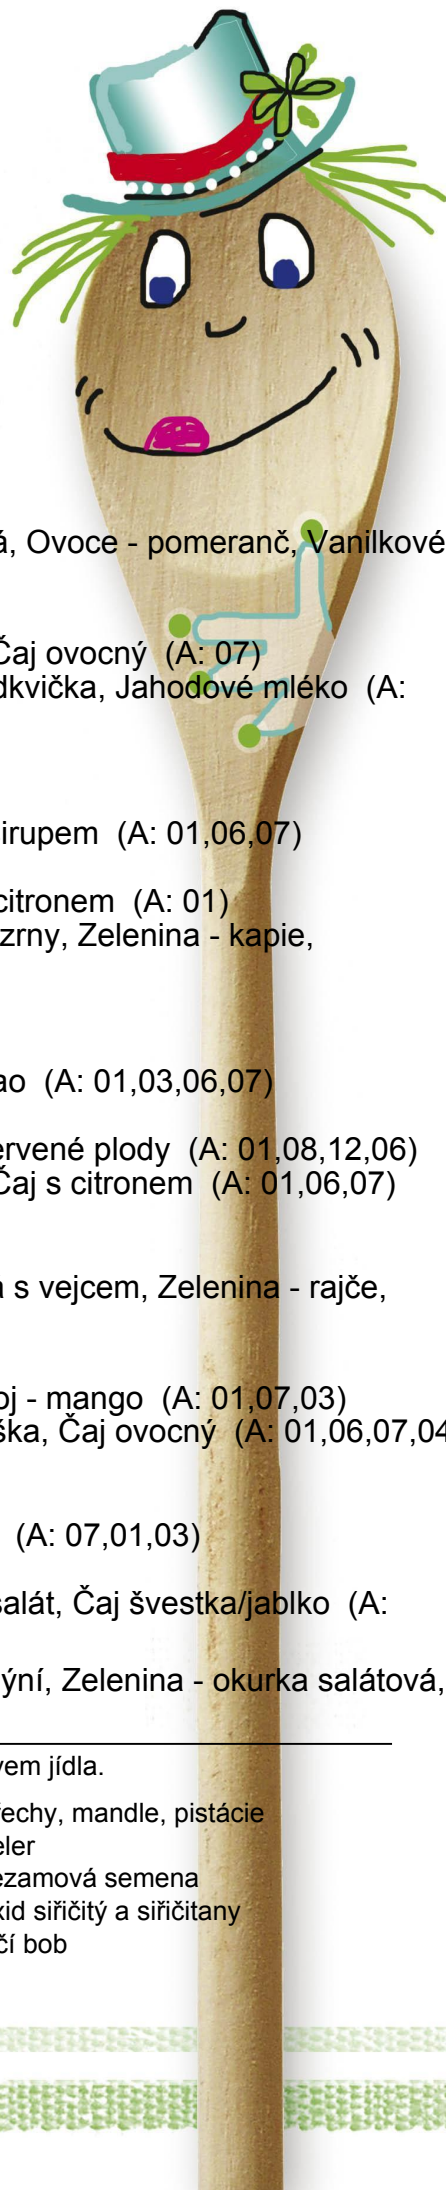 á, Ovoce - pomeranč, Vanilkové
Čaj ovocný (A: 07)
dkvička, Jahodové mléko (A:
sirupem (A: 01,06,07)
citronem (A: 01)
zrny, Zelenina - kapie,
ao (A: 01,03,06,07)
ervené plody (A: 01,08,12,06)
Čaj s citronem (A: 01,06,07)
a s vejcem, Zelenina - rajče,
oj - mango (A: 01,07,03)
ška, Čaj ovocný (A: 01,06,07,04
(A: 07,01,03)
salát, Čaj švestka/jablko (A:
ýní, Zelenina - okurka salátová,
vem jídla.
řechy, mandle, pistácie
eler
ezamová semena
xid siřičitý a siřičitany
čí bob